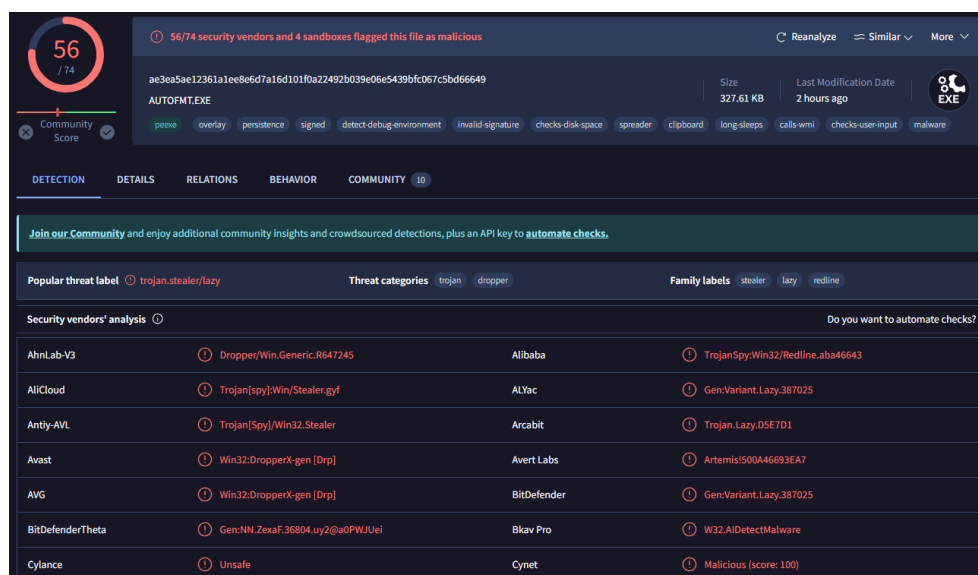 56
/ 74
Community
Score
56/74 security vendors and 4 sandboxes flagged this file as malicious
Reanalyze Similar More
ae3ea5ae12361a1ee8e6d7a16d101f0a22492b039e06e5439bfc067c5bd66649
AUTOFMT.EXE
Size
327.61 KB
Last Modification Date
2 hours ago
EXE
peexe overlay persistence signed detect-debug-environment invalid-signature checks-disk-space spreader clipboard long-sleeps calls-wmi checks-user-input malware
DETECTION DETAILS RELATIONS BEHAVIOR COMMUNITY 10
Join our Community and enjoy additional community insights and crowdsourced detections, plus an API key to automate checks.
Popular threat label trojan.stealer/lazy Threat categories trojan dropper Family labels stealer lazy redline
Security vendors' analysis Do you want to automate checks?
AhnLab-V3 Dropper/Win.Generic.R647245 Alibaba TrojanSpy:Win32/Redline.aba46643
AliCloud Trojan[spy]:Win/Stealer.gyf ALYac Gen:Variant.Lazy.387025
Antiy-AVL Trojan[Spy]/Win32.Stealer Arcabit Trojan.Lazy.D5E7D1
Avast Win32:DropperX-gen [Drp] Avert Labs Artemis!500A46693EA7
AVG Win32:DropperX-gen [Drp] BitDefender Gen:Variant.Lazy.387025
BitDefenderTheta Gen:NN.ZexaF.36804.uy2@a0PWJUei Bkav Pro W32.AIDetectMalware
Cylance Unsafe Cynet Malicious (score: 100)